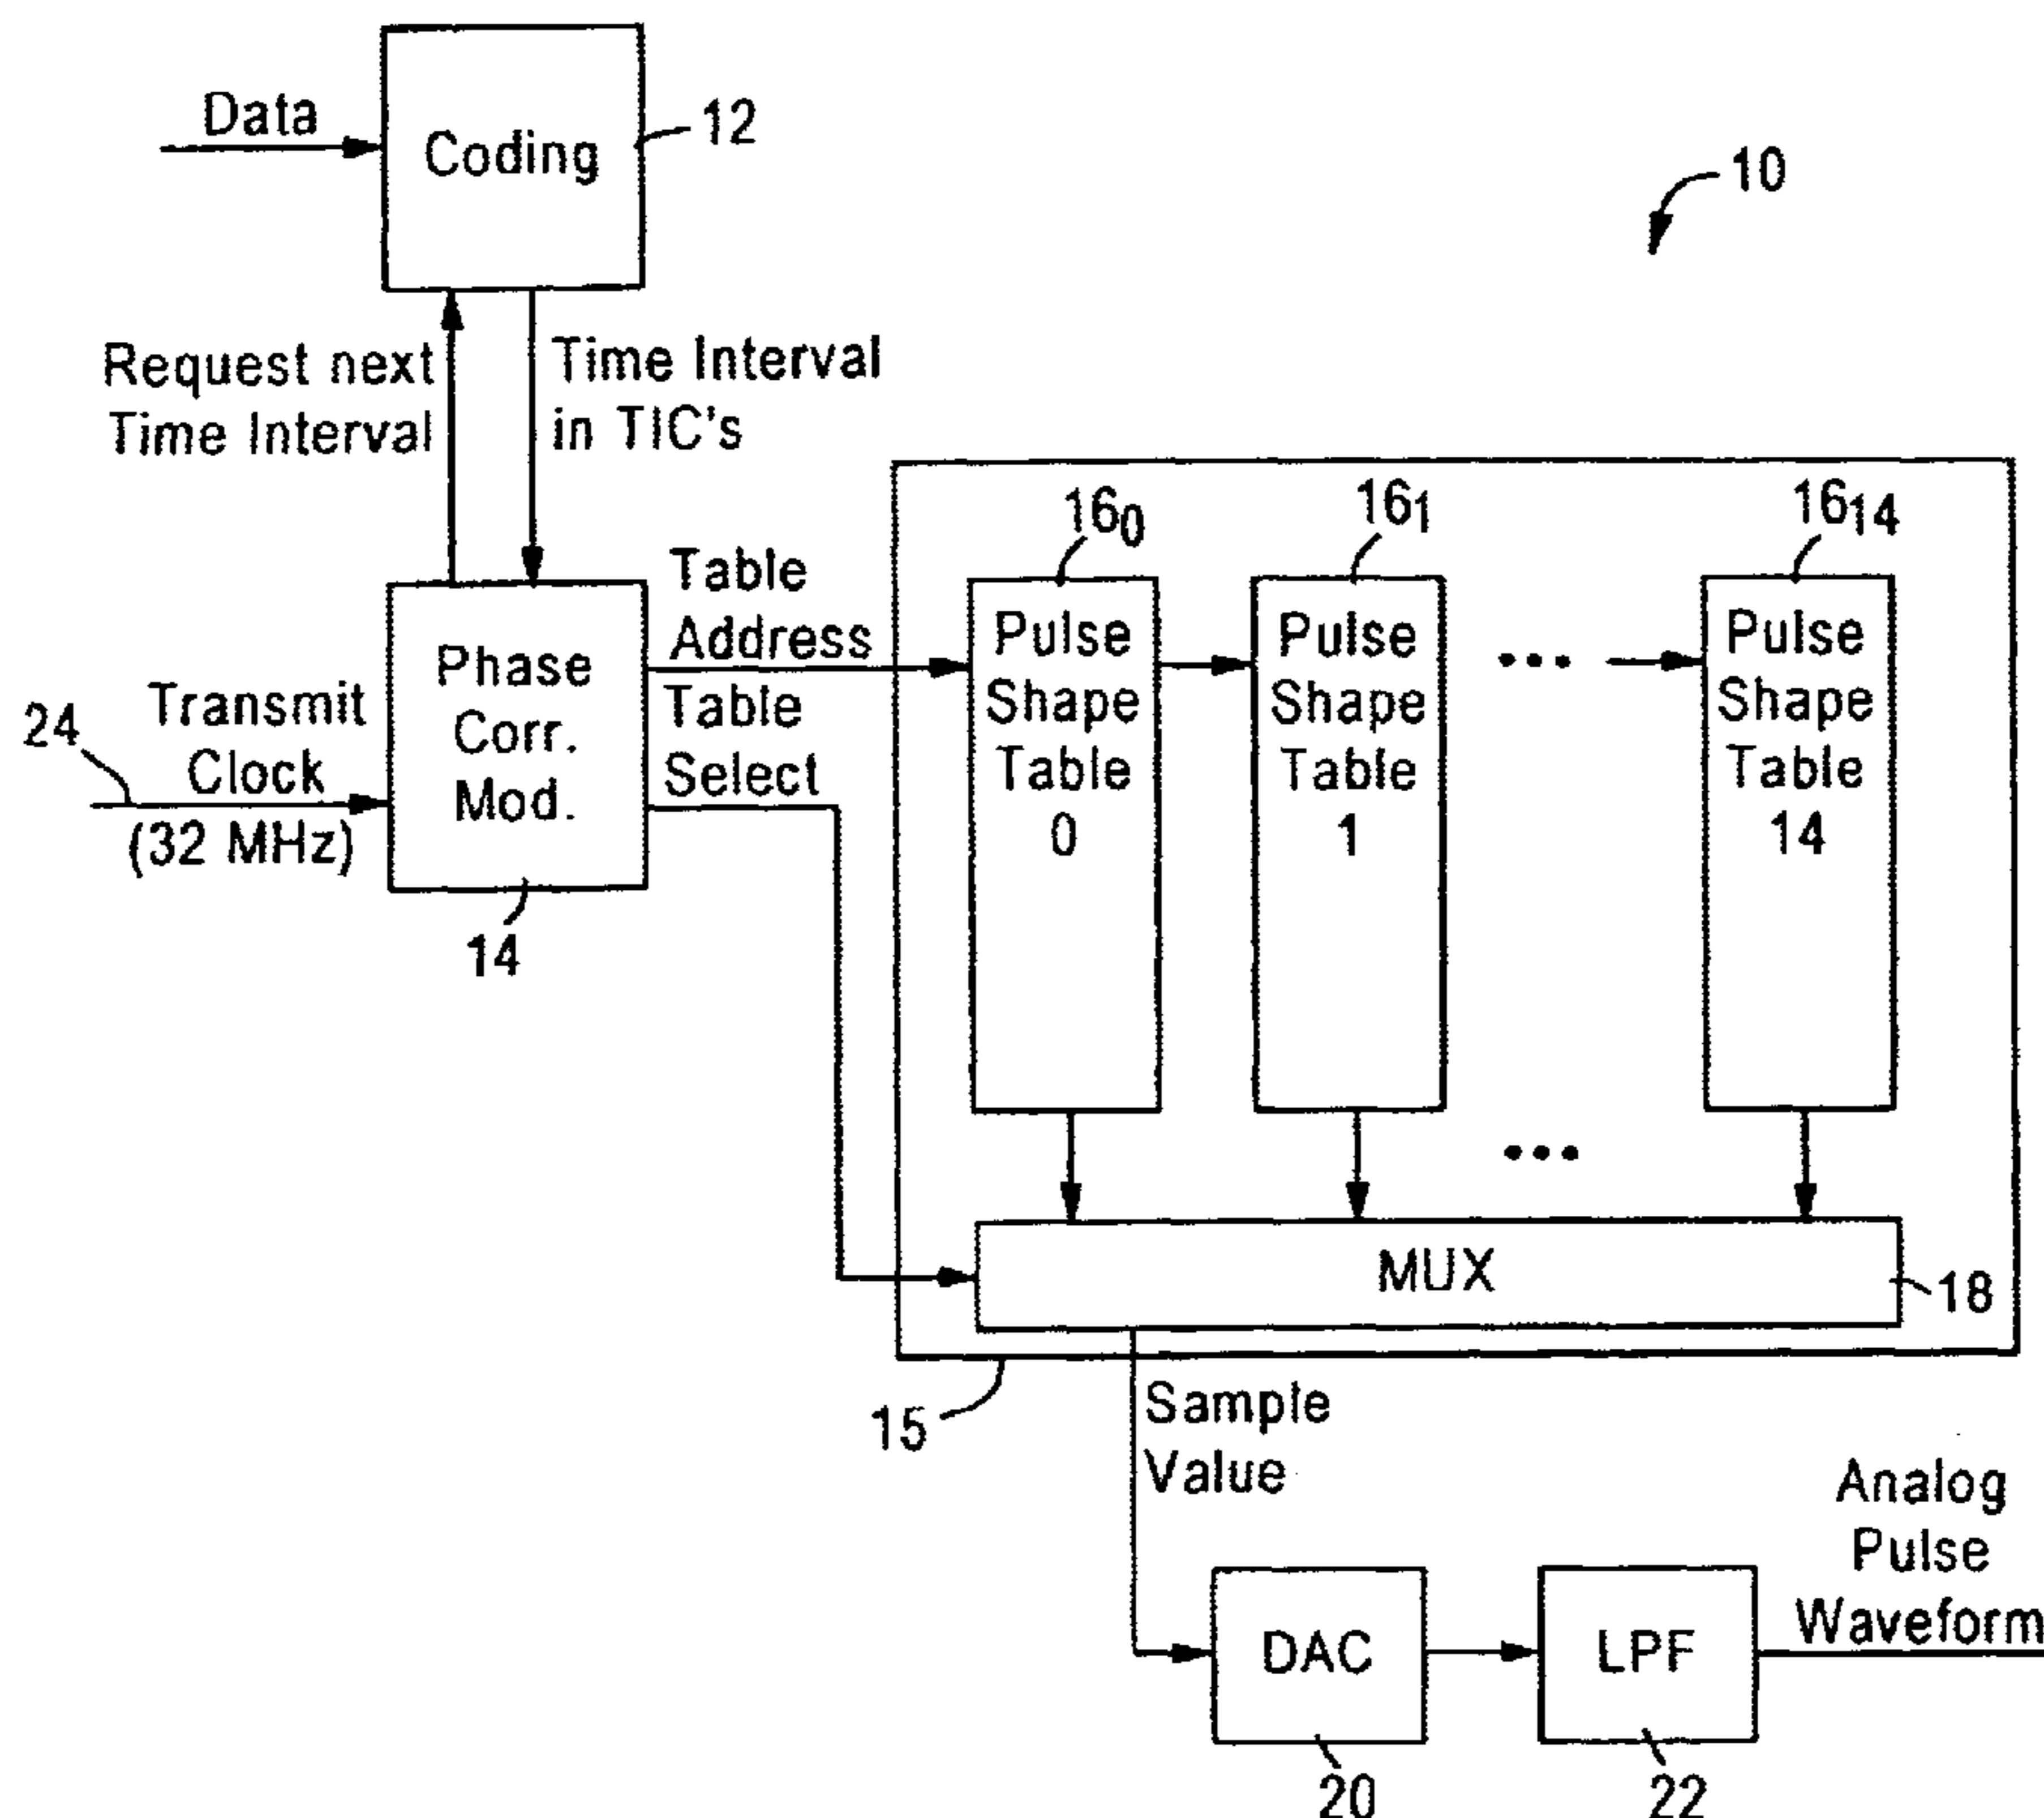 Data
Coding
12
10
Request next
Time Interval
Time Interval
in TIC's
16₀
16₁
16₁₄
Table
Address
Table
Select
24
Transmit
Clock
(32 MHz)
Phase
Corr.
Mod.
14
Pulse
Shape
Table
0
Pulse
Shape
Table
1
...
Pulse
Shape
Table
14
...
MUX
18
15
Sample
Value
Analog
Pulse
Waveform
DAC
LPF
20
22